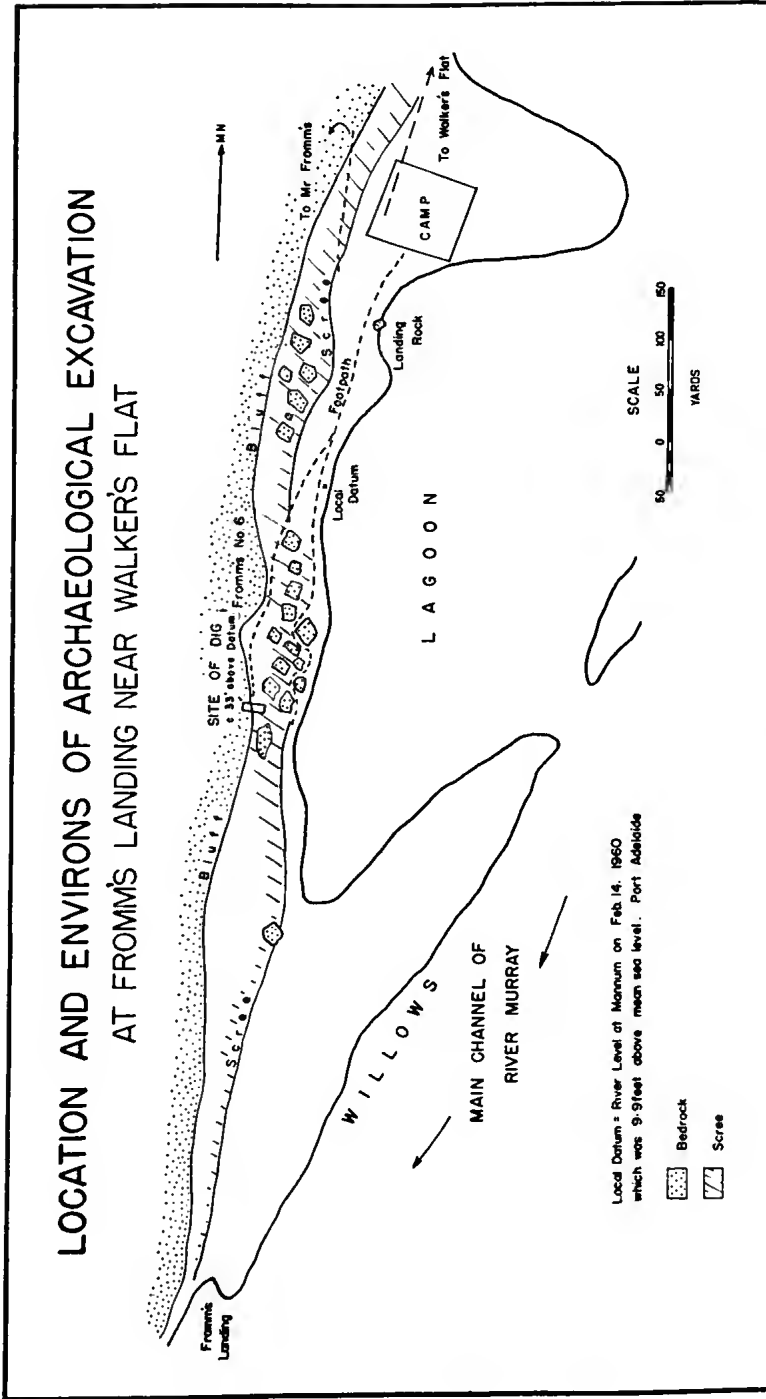 LOCATION AND ENVIRONS OF ARCHAEOLOGICAL EXCAVATION
AT FROMM'S LANDING NEAR WALKER'S FLAT
MN
To Mr Fromm's
Bluff
Scree
SITE OF DIG
c 33' above Datum
Fromm's No 6
Bluff
Scree
Footpath
To Walker's Flat
CAMP
Landing
Rock
Local
Datum
LAGOON
Fromm's
Landing
WILLOWS
MAIN CHANNEL OF
RIVER MURRAY
SCALE
50 0 50 100 150
YARDS
Local Datum = River Level at Mannum on Feb. 14. 1960
which was 9·9feet above mean sea level. Port Adelaide
Bedrock
Scree